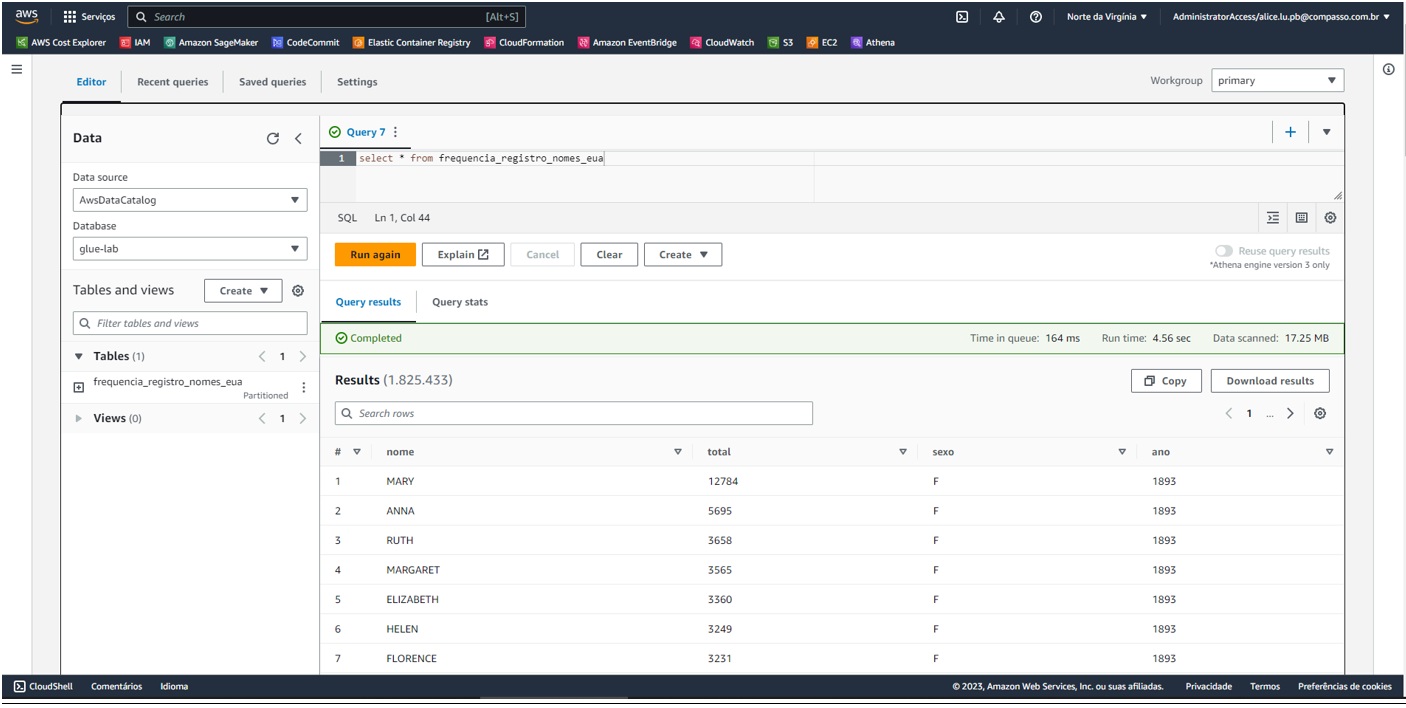 aws Serviços Search [Alt+S] Norte da Virgínia AdministratorAccess/alice.lu.pb@compasso.com.br
AWS Cost Explorer IAM Amazon SageMaker CodeCommit Elastic Container Registry CloudFormation Amazon EventBridge CloudWatch S3 EC2 Athena
Editor Recent queries Saved queries Settings Workgroup primary
Data
Data source
AwsDataCatalog
Database
glue-lab
Tables and views Create
Filter tables and views
Tables (1) 1
frequencia_registro_nomes_eua
Partitioned
Views (0) 1
Query 7
1 select * from frequencia_registro_nomes_eua
SQL Ln 1, Col 44
Run again Explain Cancel Clear Create Reuse query results
*Athena engine version 3 only
Query results Query stats
Completed Time in queue: 164 ms Run time: 4.56 sec Data scanned: 17.25 MB
Results (1.825.433) Copy Download results
Search rows 1 ...
# nome total sexo ano
1 MARY 12784 F 1893
2 ANNA 5695 F 1893
3 RUTH 3658 F 1893
4 MARGARET 3565 F 1893
5 ELIZABETH 3360 F 1893
6 HELEN 3249 F 1893
7 FLORENCE 3231 F 1893
CloudShell Comentários Idioma © 2023, Amazon Web Services, Inc. ou suas afiliadas. Privacidade Termos Preferências de cookies